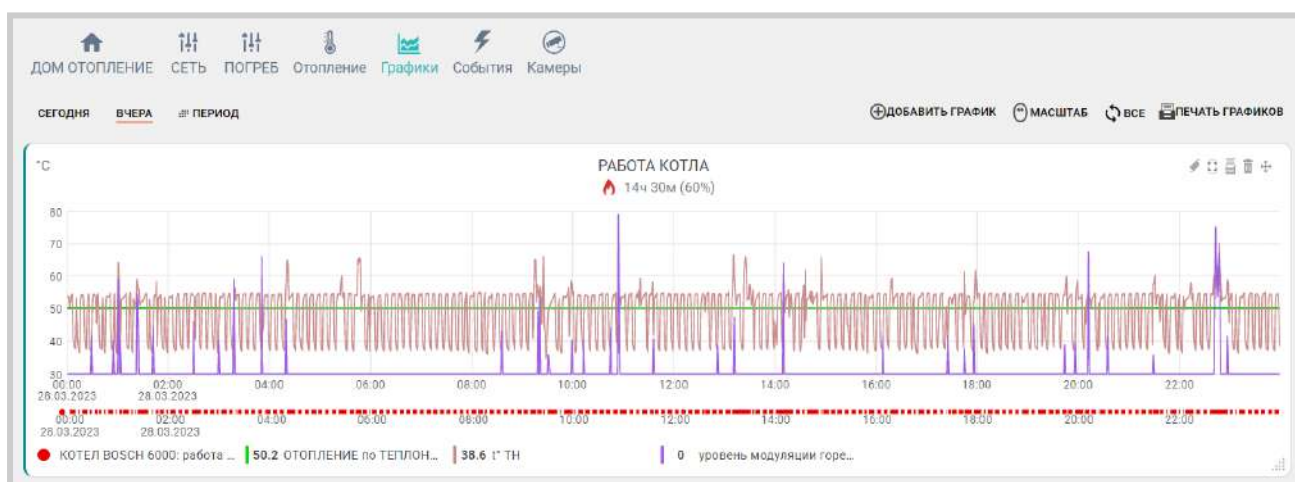 ДОМ ОТОПЛЕНИЕ СЕТЬ ПОГРЕБ Отопление Графики События Камеры
СЕГОДНЯ ВЧЕРА ПЕРИОД ДОБАВИТЬ ГРАФИК МАСШТАБ ВСЕ ПЕЧАТЬ ГРАФИКОВ
°C РАБОТА КОТЛА
14ч 30м (60%)
80
70
60
50
40
30
00:00 02:00 04:00 06:00 08:00 10:00 12:00 14:00 16:00 18:00 20:00 22:00
28.03.2023 28.03.2023
00:00 02:00 04:00 06:00 08:00 10:00 12:00 14:00 16:00 18:00 20:00 22:00
28.03.2023 28.03.2023
КОТЕЛ BOSCH 6000: работа ... 50.2 ОТОПЛЕНИЕ по ТЕПЛОН... 38.6 t° ТН 0 уровень модуляции горе...